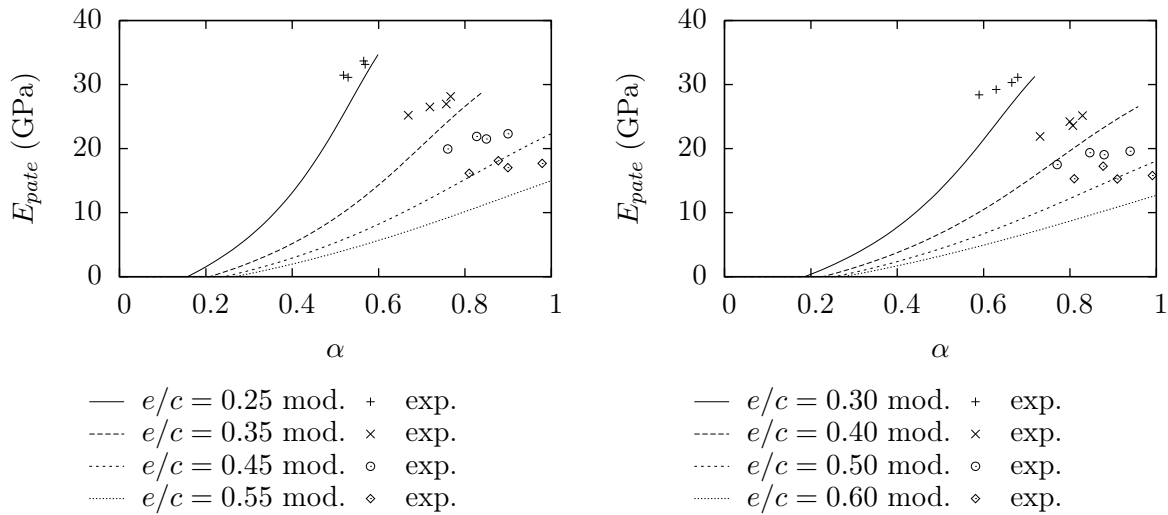 40
30
20
10
0
E_pate (GPa)
0 0.2 0.4 0.6 0.8 1
α
e/c = 0.25 mod. exp.
e/c = 0.35 mod. exp.
e/c = 0.45 mod. exp.
e/c = 0.55 mod. exp.
40
30
20
10
0
E_pate (GPa)
0 0.2 0.4 0.6 0.8 1
α
e/c = 0.30 mod. exp.
e/c = 0.40 mod. exp.
e/c = 0.50 mod. exp.
e/c = 0.60 mod. exp.